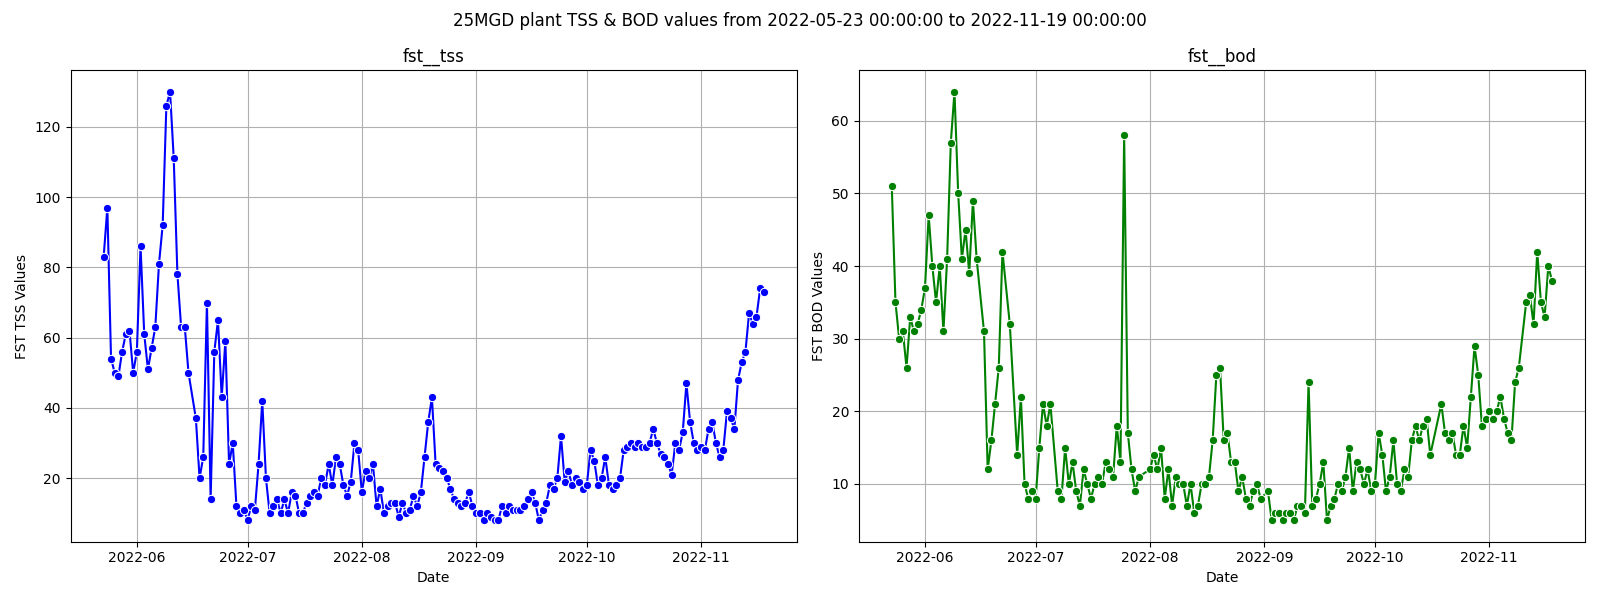 25MGD plant TSS & BOD values from 2022-05-23 00:00:00 to 2022-11-19 00:00:00
fst__tss
FST TSS Values
120
100
80
60
40
20
2022-06 2022-07 2022-08 2022-09 2022-10 2022-11
Date
fst__bod
FST BOD Values
60
50
40
30
20
10
2022-06 2022-07 2022-08 2022-09 2022-10 2022-11
Date